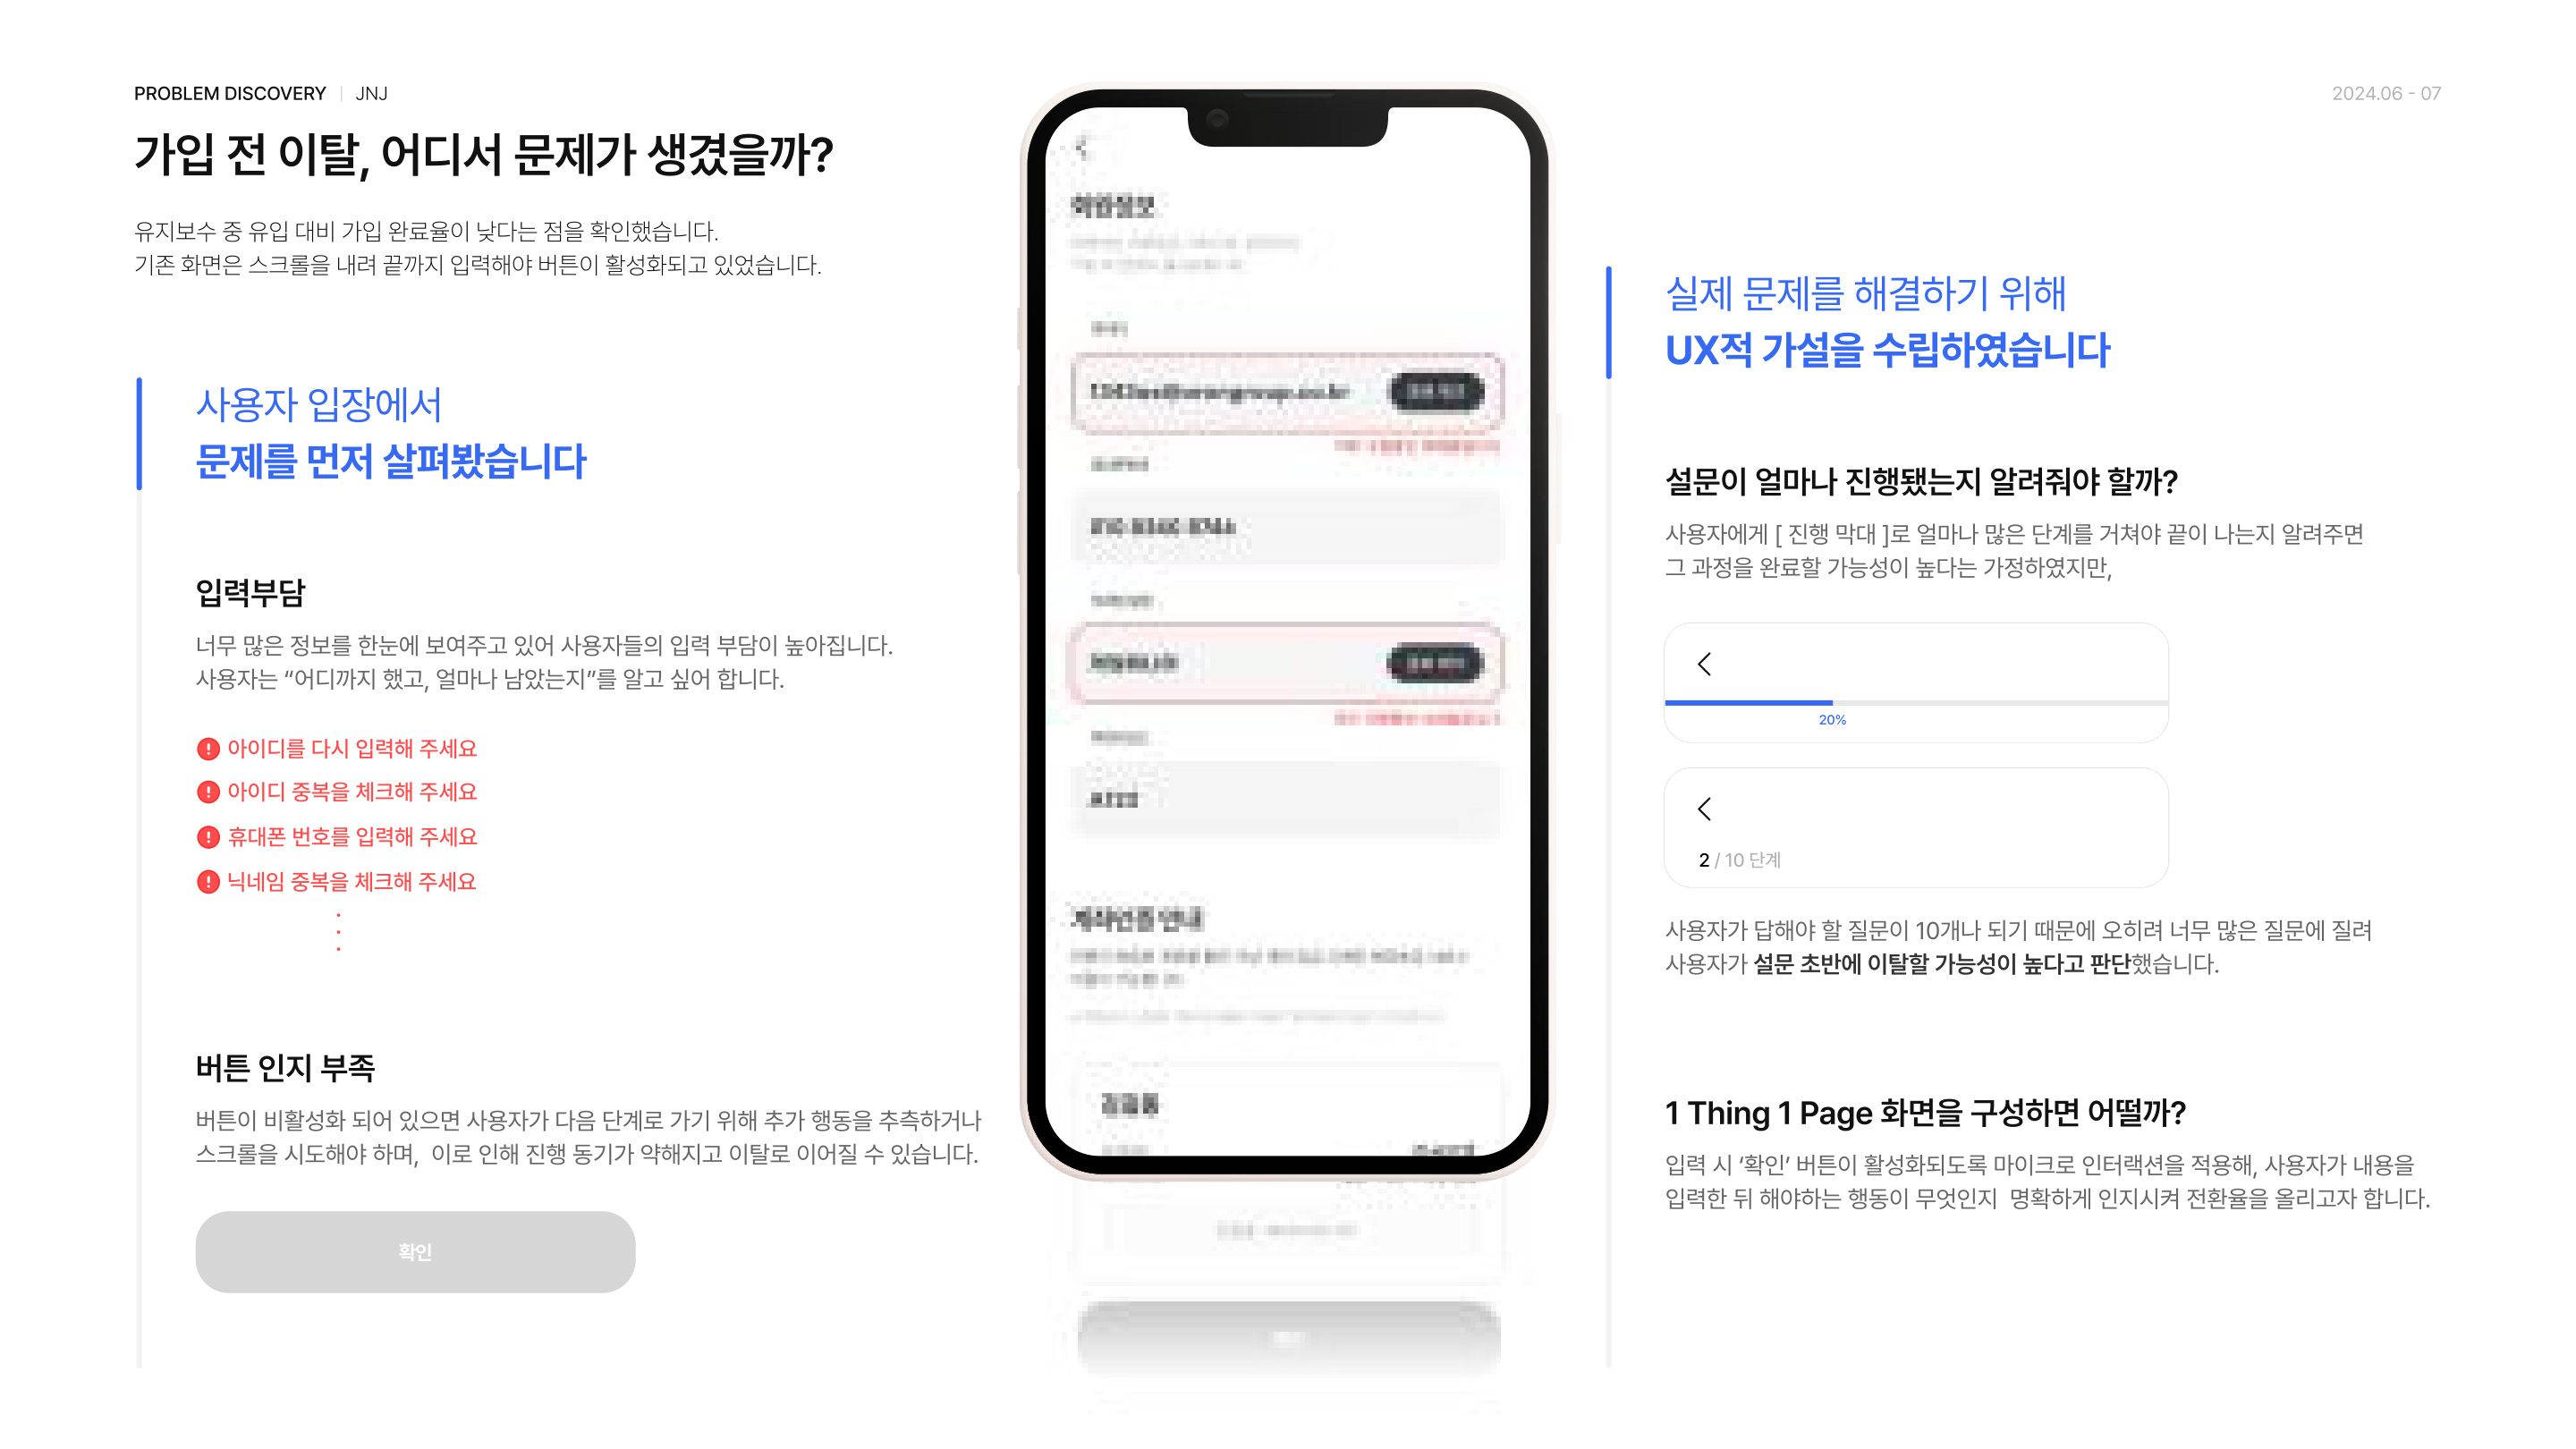 PROBLEM DISCOVERY | JNJ
2024.06 - 07
가입 전 이탈, 어디서 문제가 생겼을까?
유지보수 중 유입 대비 가입 완료율이 낮다는 점을 확인했습니다.
기존 화면은 스크롤을 내려 끝까지 입력해야 버튼이 활성화되고 있었습니다.
사용자 입장에서
문제를 먼저 살펴봤습니다
입력부담
너무 많은 정보를 한눈에 보여주고 있어 사용자들의 입력 부담이 높아집니다.
사용자는 “어디까지 했고, 얼마나 남았는지”를 알고 싶어 합니다.
아이디를 다시 입력해 주세요
아이디 중복을 체크해 주세요
휴대폰 번호를 입력해 주세요
닉네임 중복을 체크해 주세요
버튼 인지 부족
버튼이 비활성화 되어 있으면 사용자가 다음 단계로 가기 위해 추가 행동을 추측하거나
스크롤을 시도해야 하며, 이로 인해 진행 동기가 약해지고 이탈로 이어질 수 있습니다.
확인
실제 문제를 해결하기 위해
UX적 가설을 수립하였습니다
설문이 얼마나 진행됐는지 알려줘야 할까?
사용자에게 [ 진행 막대 ]로 얼마나 많은 단계를 거쳐야 끝이 나는지 알려주면
그 과정을 완료할 가능성이 높다는 가정하였지만,
20%
2 / 10 단계
사용자가 답해야 할 질문이 10개나 되기 때문에 오히려 너무 많은 질문에 질려
사용자가 설문 초반에 이탈할 가능성이 높다고 판단했습니다.
1 Thing 1 Page 화면을 구성하면 어떨까?
입력 시 ‘확인’ 버튼이 활성화되도록 마이크로 인터랙션을 적용해, 사용자가 내용을
입력한 뒤 해야하는 행동이 무엇인지 명확하게 인지시켜 전환율을 올리고자 합니다.